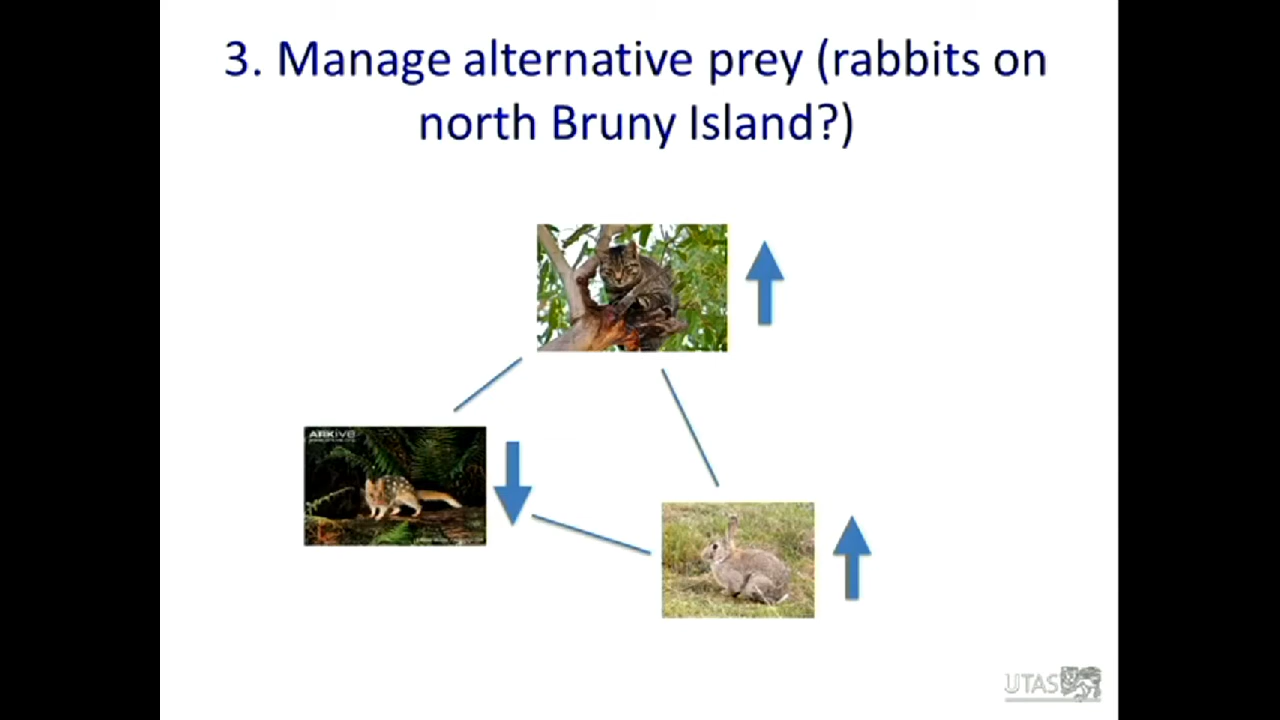 3. Manage alternative prey (rabbits on
north Bruny Island?)
ARKive
UTAS